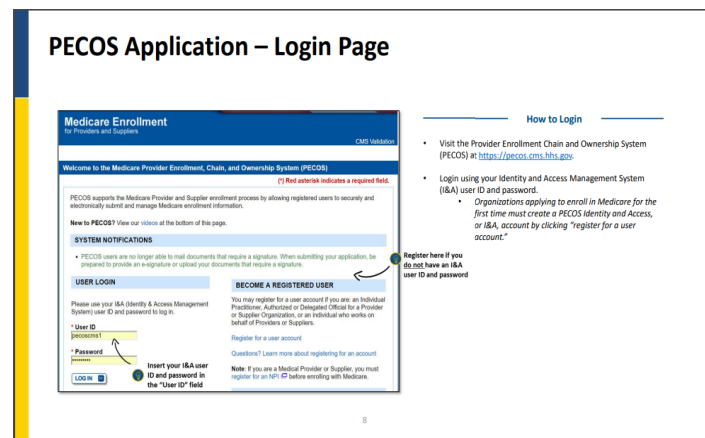 PECOS Application – Login Page
Medicare Enrollment
for Providers and Suppliers
CMS Validation
Welcome to the Medicare Provider Enrollment, Chain, and Ownership System (PECOS)
(*) Red asterisk indicates a required field.
PECOS supports the Medicare Provider and Supplier enrollment process by allowing registered users to securely and
electronically submit and manage Medicare enrollment information.
New to PECOS? View our videos at the bottom of this page.
SYSTEM NOTIFICATIONS
• PECOS users are no longer able to mail documents that require a signature. When submitting your application, be
prepared to provide an e-signature or upload your documents that require a signature.
USER LOGIN
Please use your I&A (Identity & Access Management
System) user ID and password to log in.
* User ID
pecoscms1
* Password
•••••••••
LOG IN
Insert your I&A user
ID and password in
the "User ID" field
BECOME A REGISTERED USER
You may register for a user account if you are: an Individual
Practitioner, Authorized or Delegated Official for a Provider
or Supplier Organization, or an individual who works on
behalf of Providers or Suppliers.
Register for a user account
Questions? Learn more about registering for an account
Note: If you are a Medical Provider or Supplier, you must
register for an NPI before enrolling with Medicare.
Register here if you
do not have an I&A
user ID and password
How to Login
• Visit the Provider Enrollment Chain and Ownership System
(PECOS) at https://pecos.cms.hhs.gov.
• Login using your Identity and Access Management System
(I&A) user ID and password.
• Organizations applying to enroll in Medicare for the
first time must create a PECOS Identity and Access,
or I&A, account by clicking "register for a user
account."
8